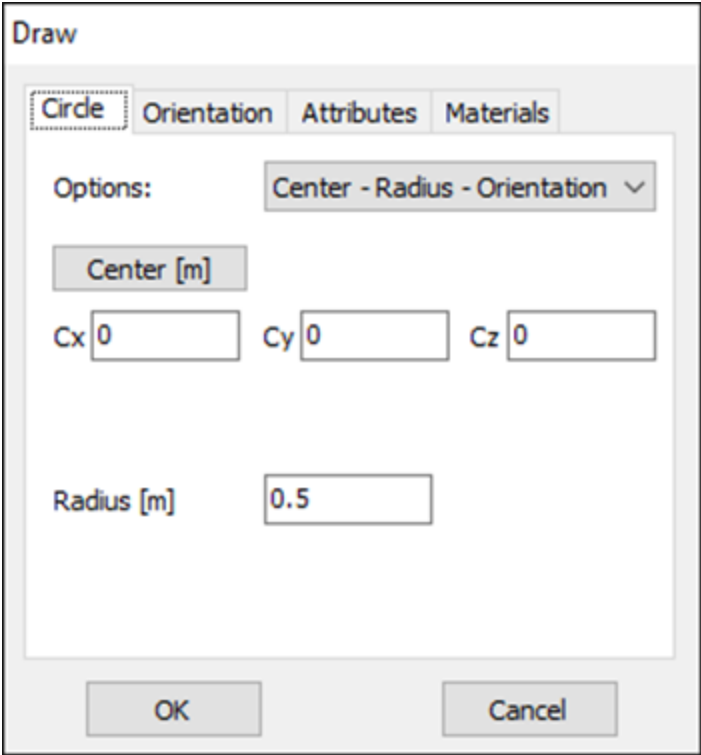 Draw
Circle Orientation Attributes Materials
Options: Center - Radius - Orientation
Center [m]
Cx 0 Cy 0 Cz 0
Radius [m] 0.5
OK Cancel